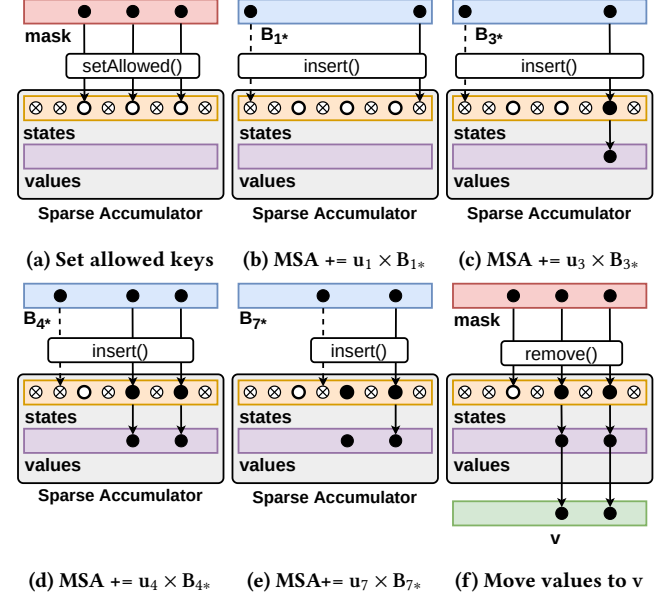 mask
setAllowed()
states
values
Sparse Accumulator
(a) Set allowed keys
B1*
insert()
states
values
Sparse Accumulator
(b) MSA += u1 × B1*
B3*
insert()
states
values
Sparse Accumulator
(c) MSA += u3 × B3*
B4*
insert()
states
values
Sparse Accumulator
(d) MSA += u4 × B4*
B7*
insert()
states
values
Sparse Accumulator
(e) MSA+= u7 × B7*
mask
remove()
states
values
v
(f) Move values to v